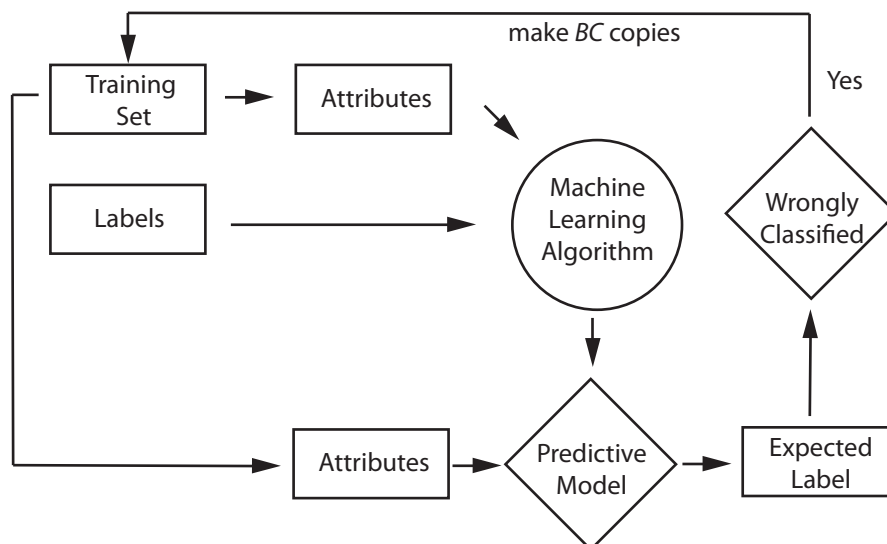 make BC copies
Training
Set
Attributes
Yes
Labels
Machine
Learning
Algorithm
Wrongly
Classified
Attributes
Predictive
Model
Expected
Label